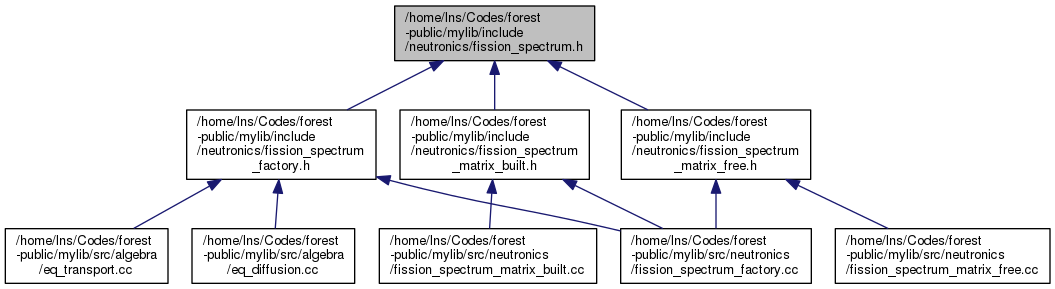 /home/lns/Codes/forest
-public/mylib/include
/neutronics/fission_spectrum.h
/home/lns/Codes/forest
-public/mylib/include
/neutronics/fission_spectrum
_factory.h
/home/lns/Codes/forest
-public/mylib/include
/neutronics/fission_spectrum
_matrix_built.h
/home/lns/Codes/forest
-public/mylib/include
/neutronics/fission_spectrum
_matrix_free.h
/home/lns/Codes/forest
-public/mylib/src/algebra
/eq_transport.cc
/home/lns/Codes/forest
-public/mylib/src/algebra
/eq_diffusion.cc
/home/lns/Codes/forest
-public/mylib/src/neutronics
/fission_spectrum_matrix_built.cc
/home/lns/Codes/forest
-public/mylib/src/neutronics
/fission_spectrum_factory.cc
/home/lns/Codes/forest
-public/mylib/src/neutronics
/fission_spectrum_matrix_free.cc